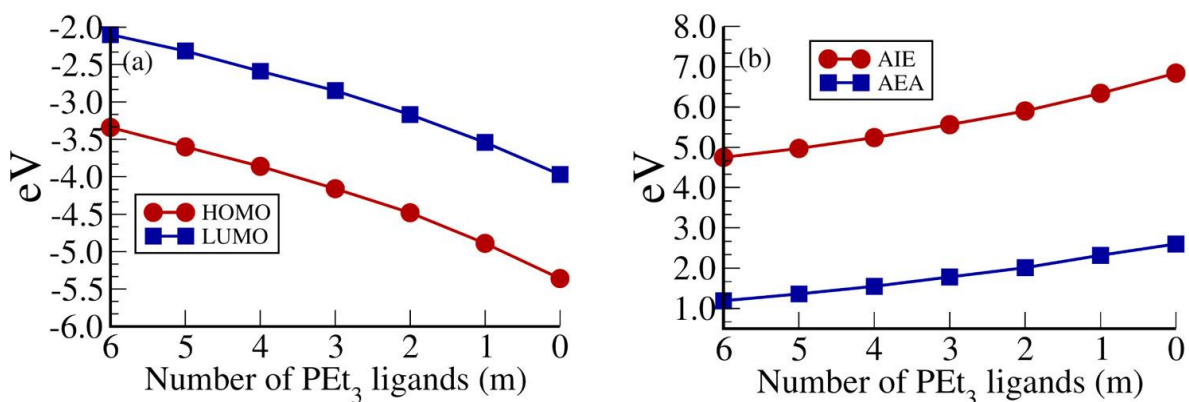 -2.0
-2.5
-3.0
-3.5
-4.0
-4.5
-5.0
-5.5
-6.0
eV
(a)
HOMO
LUMO
6 5 4 3 2 1 0
Number of PEt₃ ligands (m)
8.0
7.0
6.0
5.0
4.0
3.0
2.0
1.0
eV
(b)
AIE
AEA
6 5 4 3 2 1 0
Number of PEt₃ ligands (m)